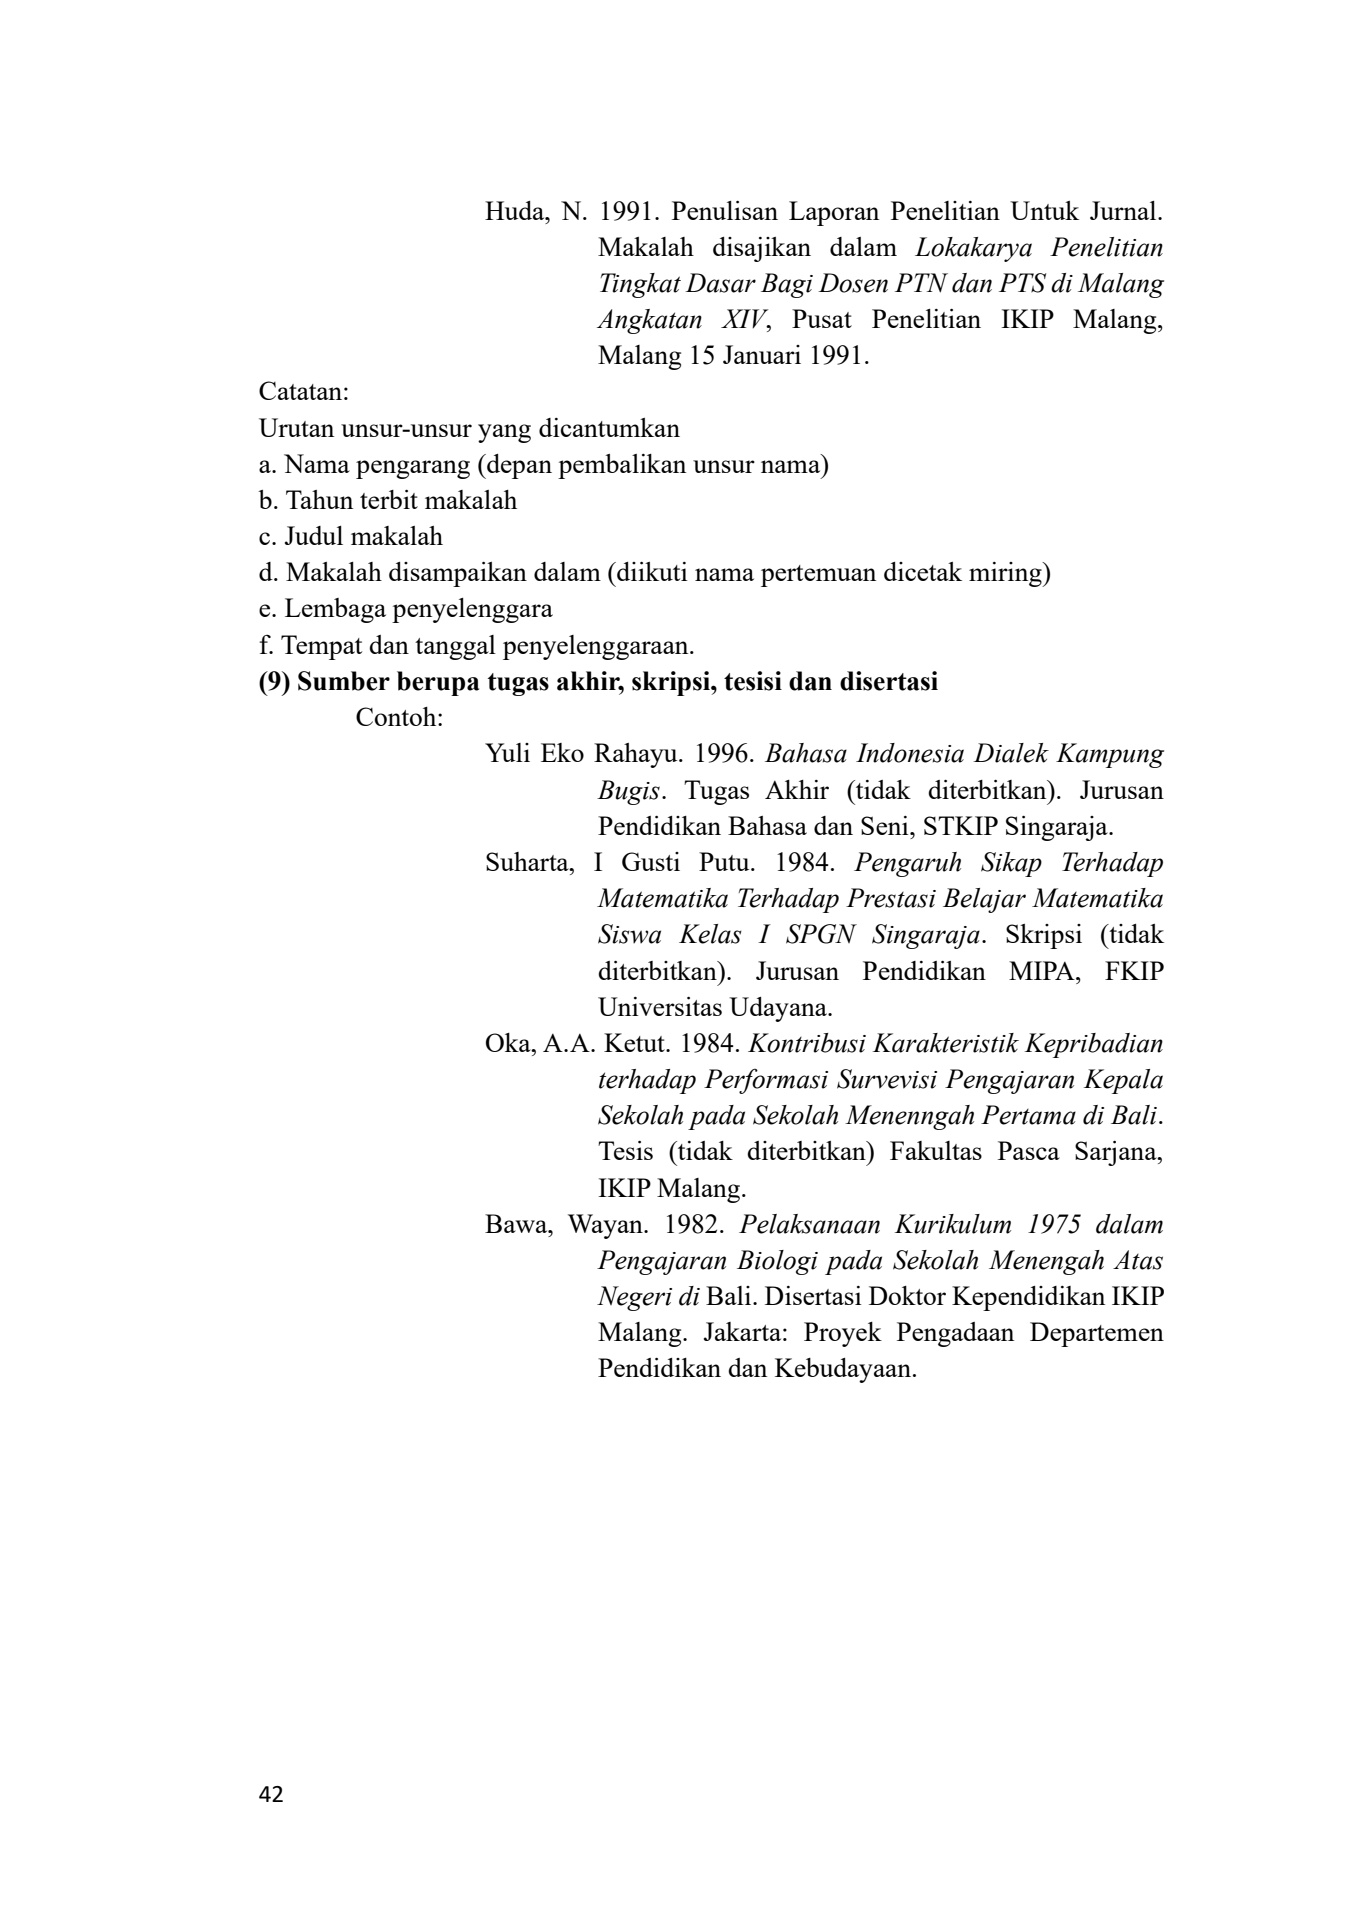 Huda, N. 1991. Penulisan Laporan Penelitian Untuk Jurnal.
Makalah disajikan dalam Lokakarya Penelitian
Tingkat Dasar Bagi Dosen PTN dan PTS di Malang
Angkatan XIV, Pusat Penelitian IKIP Malang,
Malang 15 Januari 1991.
Catatan:
Urutan unsur-unsur yang dicantumkan
a. Nama pengarang (depan pembalikan unsur nama)
b. Tahun terbit makalah
c. Judul makalah
d. Makalah disampaikan dalam (diikuti nama pertemuan dicetak miring)
e. Lembaga penyelenggara
f. Tempat dan tanggal penyelenggaraan.
(9) Sumber berupa tugas akhir, skripsi, tesisi dan disertasi
Contoh:
Yuli Eko Rahayu. 1996. Bahasa Indonesia Dialek Kampung
Bugis. Tugas Akhir (tidak diterbitkan). Jurusan
Pendidikan Bahasa dan Seni, STKIP Singaraja.
Suharta, I Gusti Putu. 1984. Pengaruh Sikap Terhadap
Matematika Terhadap Prestasi Belajar Matematika
Siswa Kelas I SPGN Singaraja. Skripsi (tidak
diterbitkan). Jurusan Pendidikan MIPA, FKIP
Universitas Udayana.
Oka, A.A. Ketut. 1984. Kontribusi Karakteristik Kepribadian
terhadap Performasi Survevisi Pengajaran Kepala
Sekolah pada Sekolah Menenngah Pertama di Bali.
Tesis (tidak diterbitkan) Fakultas Pasca Sarjana,
IKIP Malang.
Bawa, Wayan. 1982. Pelaksanaan Kurikulum 1975 dalam
Pengajaran Biologi pada Sekolah Menengah Atas
Negeri di Bali. Disertasi Doktor Kependidikan IKIP
Malang. Jakarta: Proyek Pengadaan Departemen
Pendidikan dan Kebudayaan.
42